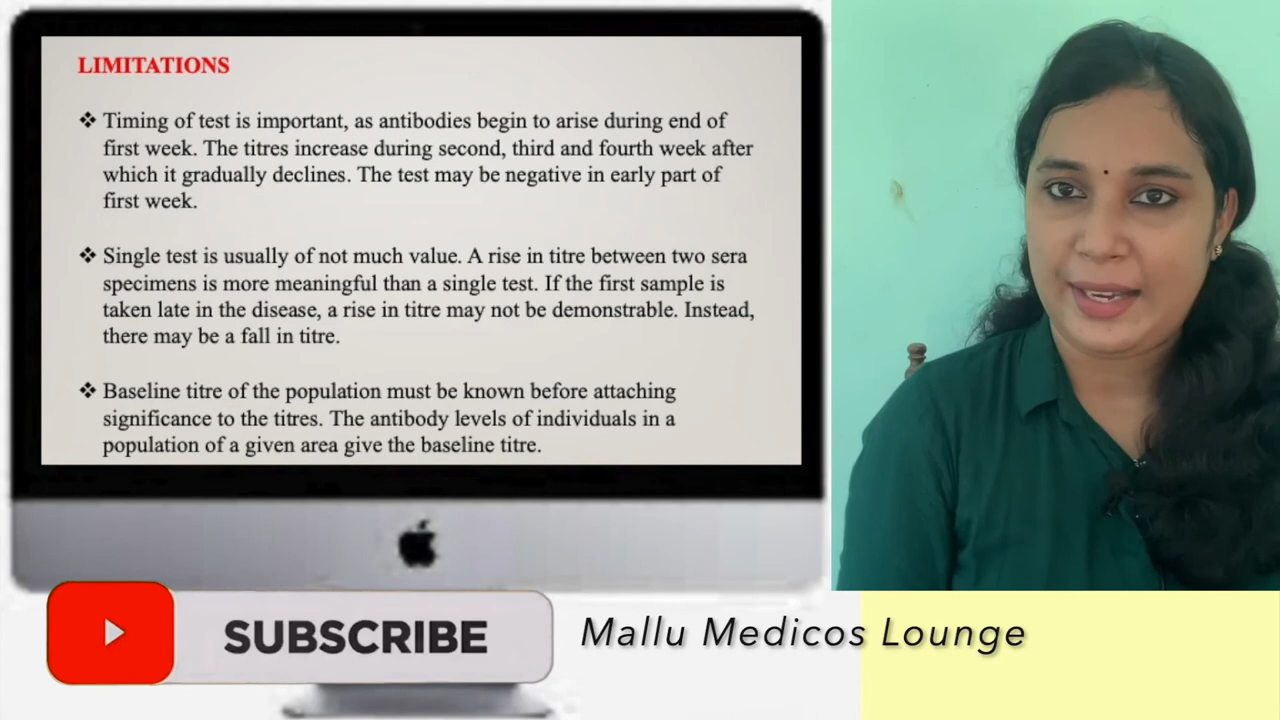 LIMITATIONS
❖ Timing of test is important, as antibodies begin to arise during end of
first week. The titres increase during second, third and fourth week after
which it gradually declines. The test may be negative in early part of
first week.
❖ Single test is usually of not much value. A rise in titre between two sera
specimens is more meaningful than a single test. If the first sample is
taken late in the disease, a rise in titre may not be demonstrable. Instead,
there may be a fall in titre.
❖ Baseline titre of the population must be known before attaching
significance to the titres. The antibody levels of individuals in a
population of a given area give the baseline titre.
SUBSCRIBE
Mallu Medicos Lounge